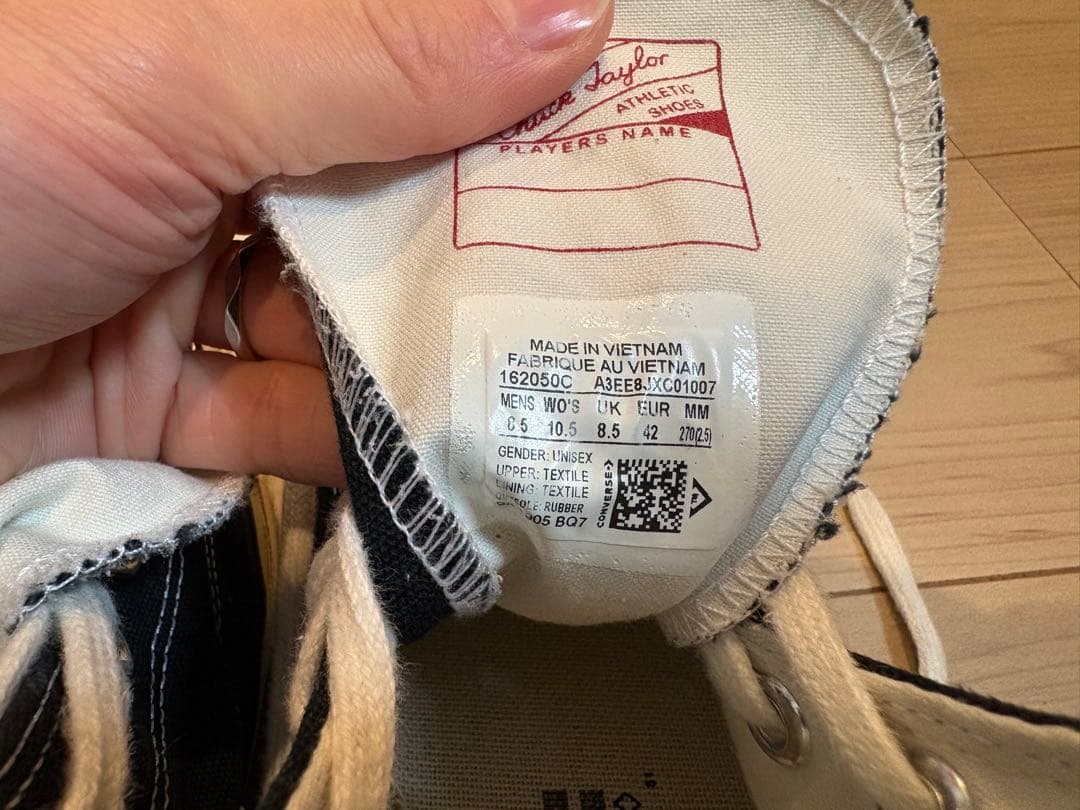 Chuck Taylor
ATHLETIC
SHOES
PLAYERS NAME
MADE IN VIETNAM
FABRIQUE AU VIETNAM
162050C A3EE8JXC01007
MENS WO'S UK EUR MM
8.5 10.5 8.5 42 270(2.5)
GENDER: UNISEX
UPPER: TEXTILE
LINING: TEXTILE
OUTSOLE: RUBBER
905 BQ7
CONVERSE